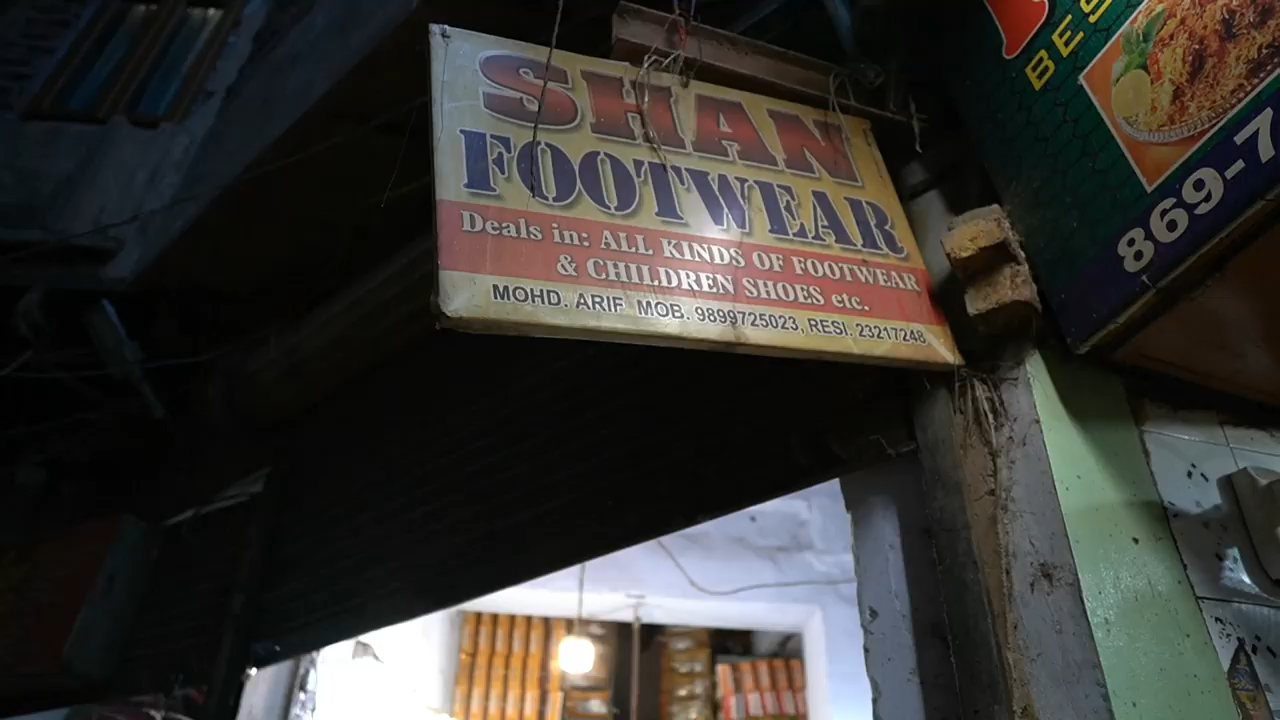 SHAN
FOOTWEAR
Deals in: ALL KINDS OF FOOTWEAR
& CHILDREN SHOES etc.
MOHD. ARIF MOB. 9899725023, RESI. 23217248
869-7